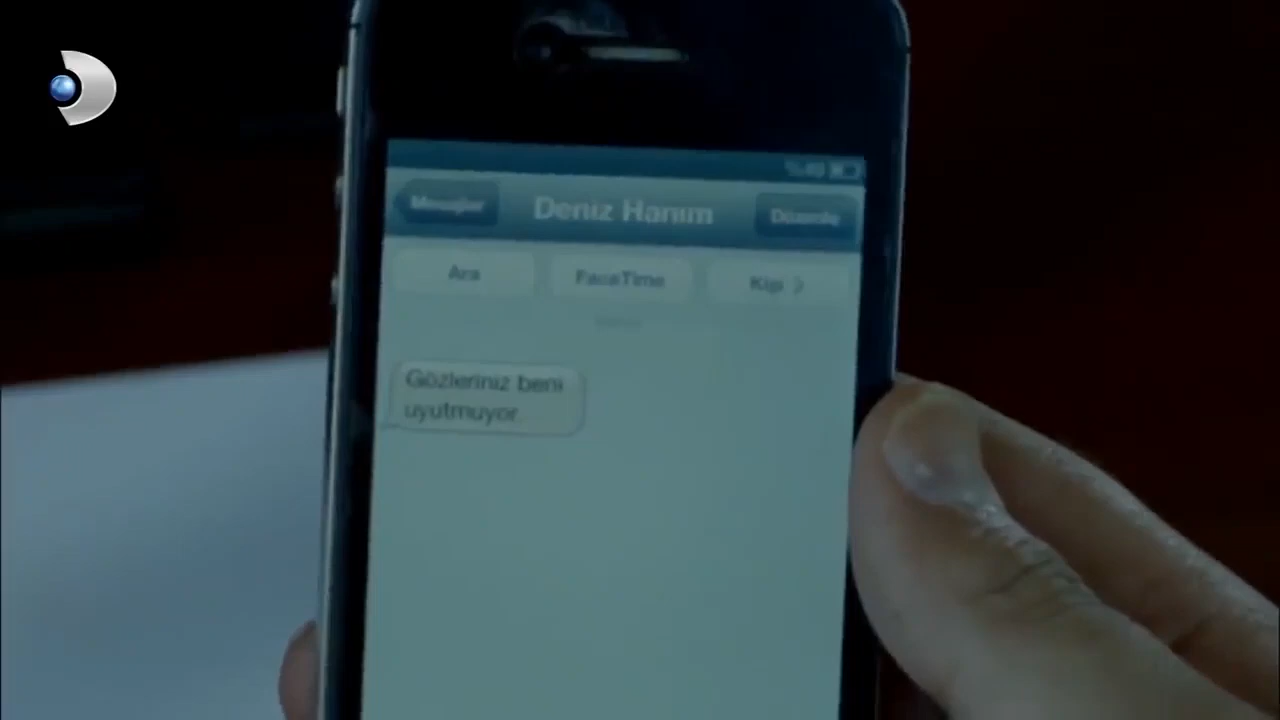 Mesajlar Deniz Hanım Düzenle
Ara FaceTime Kişi
Gözleriniz beni
uyutmuyor.